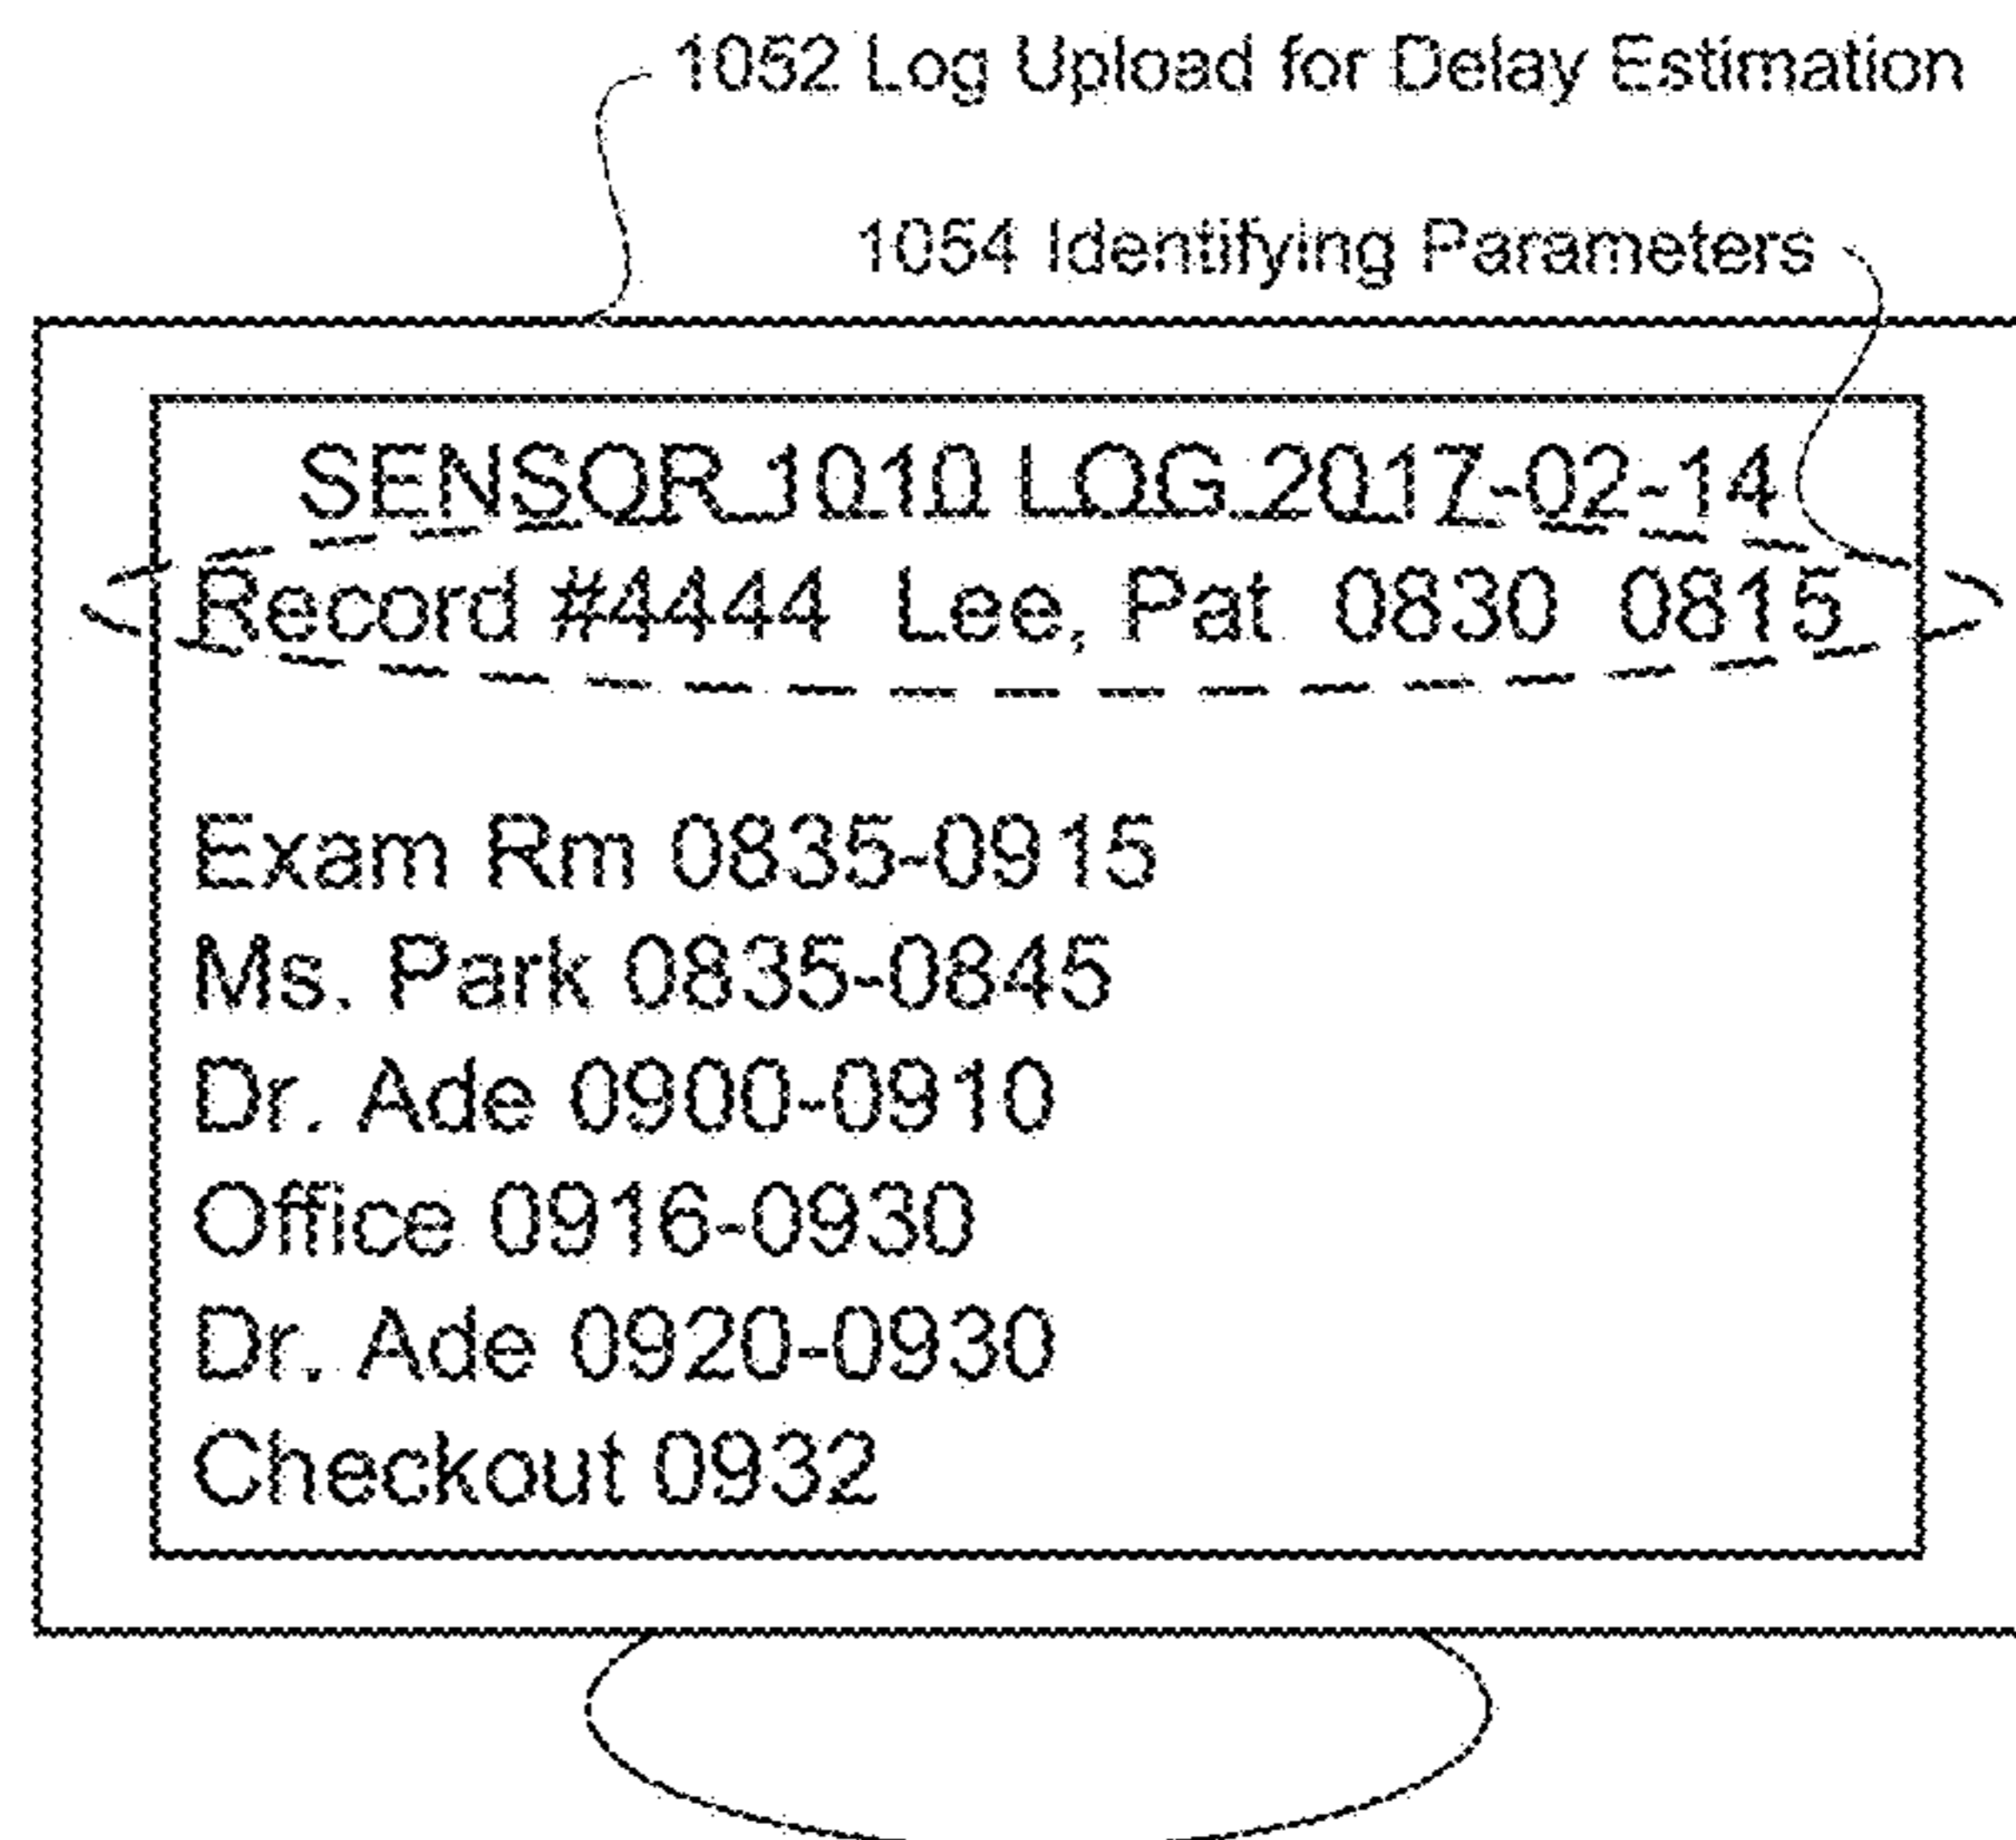 1052 Log Upload for Delay Estimation
1054 Identifying Parameters
SENSOR 1010 LOG 2017-02-14
Record #4444 Lee, Pat 0830 0815
Exam Rm 0835-0915
Ms. Park 0835-0845
Dr. Ade 0900-0910
Office 0916-0930
Dr. Ade 0920-0930
Checkout 0932